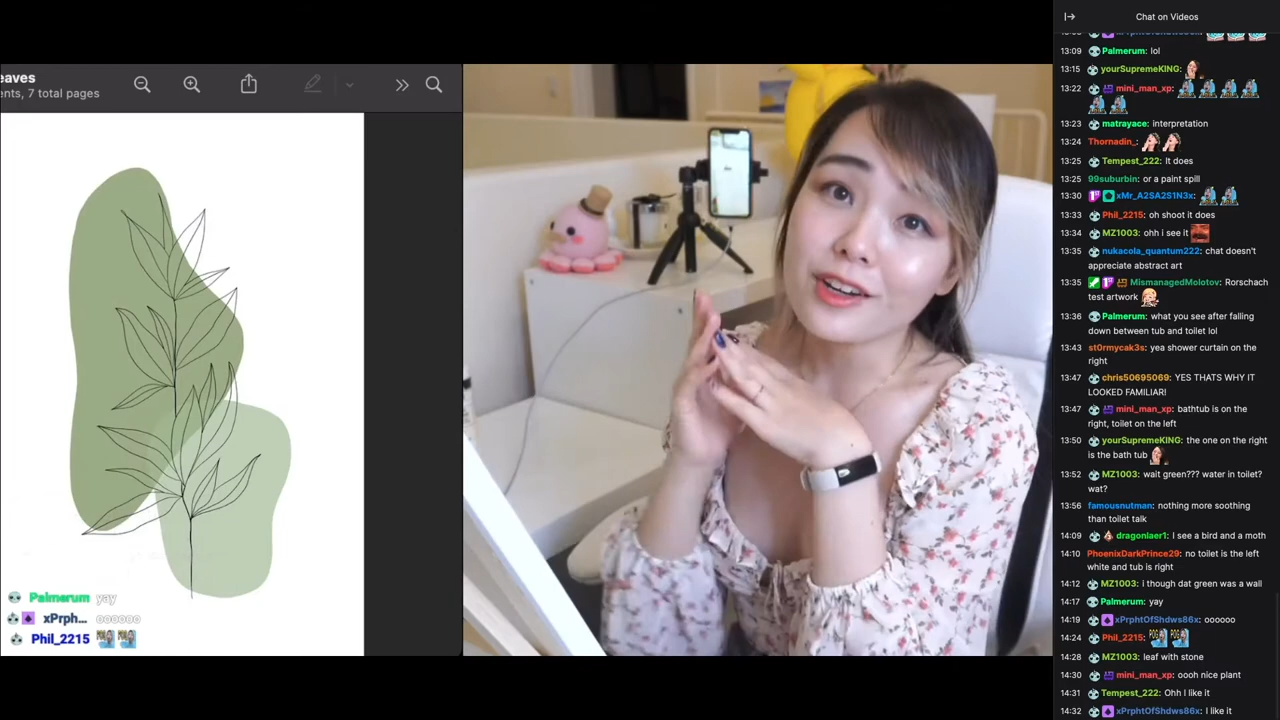 eaves
ents, 7 total pages
Palmerum yay
xPrph... oooooo
Phil_2215
Chat on Videos
13:09 Palmerum: lol
13:15 yourSupremeKING:
13:22 mini_man_xp:
13:23 matrayace: interpretation
13:24 Thornadin_:
13:25 Tempest_222: It does
13:25 99suburbin: or a paint spill
13:30 xMr_A2SA2S1N3x:
13:33 Phil_2215: oh shoot it does
13:34 MZ1003: ohh i see it
13:35 nukacola_quantum222: chat doesn't
appreciate abstract art
13:35 MismanagedMolotov: Rorschach
test artwork
13:36 Palmerum: what you see after falling
down between tub and toilet lol
13:43 st0rmycak3s: yea shower curtain on the
right
13:47 chris50695069: YES THATS WHY IT
LOOKED FAMILIAR!
13:47 mini_man_xp: bathtub is on the
right, toilet on the left
13:50 yourSupremeKING: the one on the right
is the bath tub
13:52 MZ1003: wait green??? water in toilet?
wat?
13:56 famousnutman: nothing more soothing
than toilet talk
14:09 dragonlaer1: I see a bird and a moth
14:10 PhoenixDarkPrince29: no toilet is the left
white and tub is right
14:12 MZ1003: i though dat green was a wall
14:17 Palmerum: yay
14:19 xPrphtOfShdws86x: oooooo
14:24 Phil_2215:
14:28 MZ1003: leaf with stone
14:30 mini_man_xp: oooh nice plant
14:31 Tempest_222: Ohh I like it
14:32 xPrphtOfShdws86x: I like it